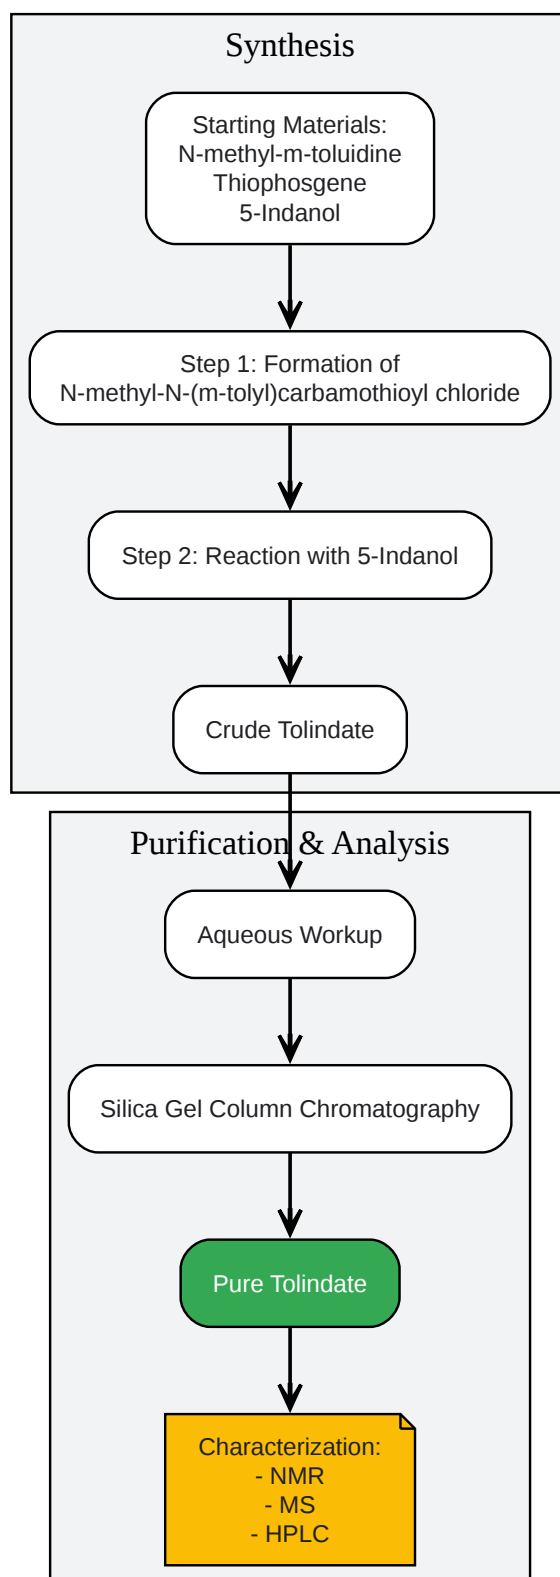 Synthesis
Starting Materials:
N-methyl-m-toluidine
Thiophosgene
5-Indanol
Step 1: Formation of
N-methyl-N-(m-tolyl)carbamothioyl chloride
Step 2: Reaction with 5-Indanol
Crude Tolindate
Purification & Analysis
Aqueous Workup
Silica Gel Column Chromatography
Pure Tolindate
Characterization:
- NMR
- MS
- HPLC